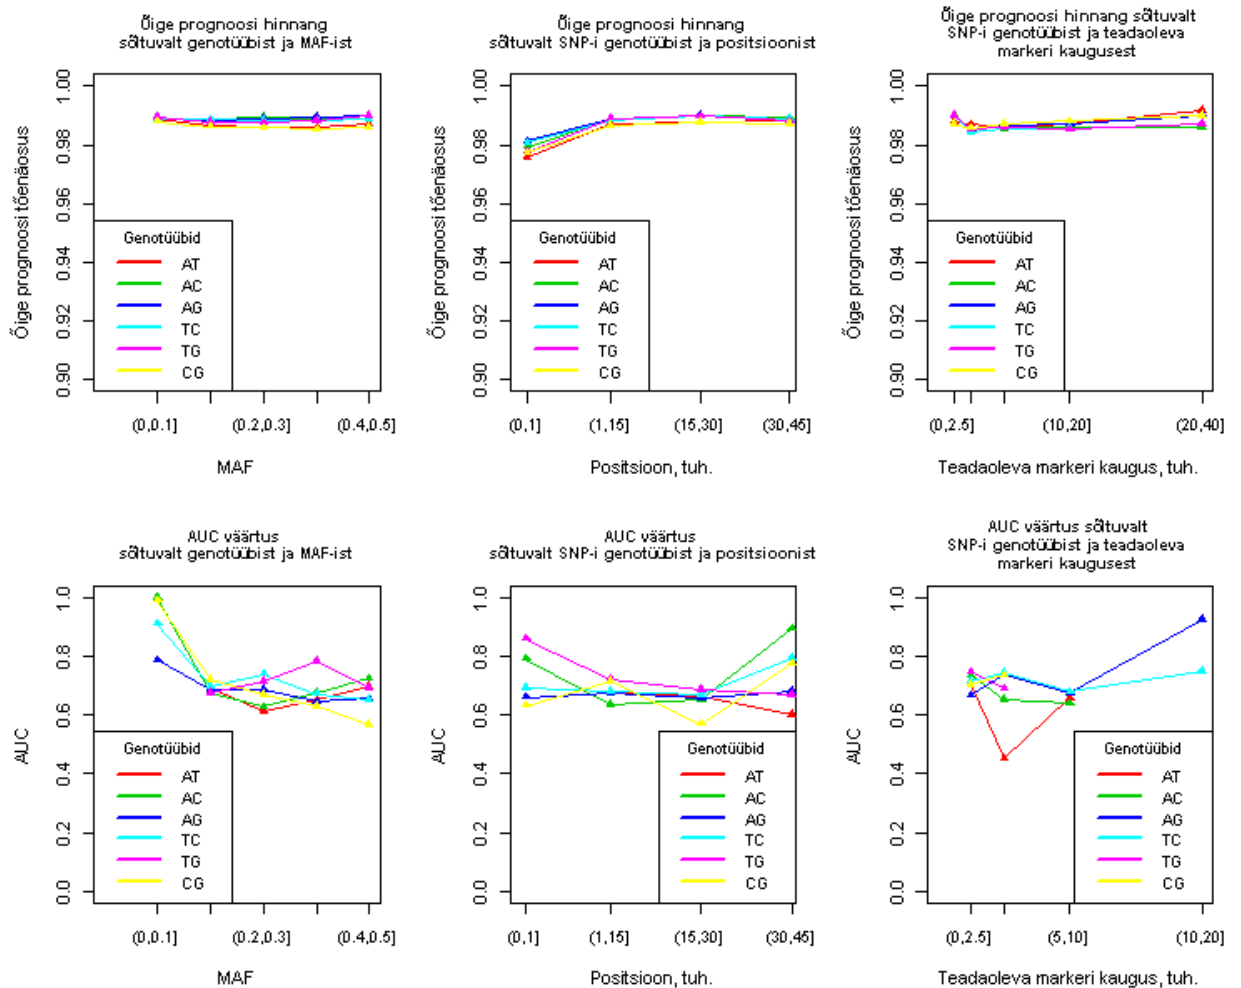 Õige prognoosi hinnang
sõltuvalt genotüübist ja MAF-ist
Õige prognoosi tõenäosus
1.00
0.98
0.96
0.94
0.92
0.90
Genotüübid
AT
AC
AG
TC
TG
CG
(0,0.1]
(0.2,0.3]
(0.4,0.5]
MAF
Õige prognoosi hinnang
sõltuvalt SNP-i genotüübist ja positsioonist
Õige prognoosi tõenäosus
1.00
0.98
0.96
0.94
0.92
0.90
Genotüübid
AT
AC
AG
TC
TG
CG
(0,1]
(1,15]
(15,30]
(30,45]
Positsioon, tuh.
Õige prognoosi hinnang sõltuvalt
SNP-i genotüübist ja teadaoleva
markeri kaugusest
Õige prognoosi tõenäosus
1.00
0.98
0.96
0.94
0.92
0.90
Genotüübid
AT
AC
AG
TC
TG
CG
(0,2.5]
(10,20]
(20,40]
Teadaoleva markeri kaugus, tuh.
AUC väärtus
sõltuvalt genotüübist ja MAF-ist
AUC
1.0
0.8
0.6
0.4
0.2
0.0
Genotüübid
AT
AC
AG
TC
TG
CG
(0,0.1]
(0.2,0.3]
(0.4,0.5]
MAF
AUC väärtus
sõltuvalt SNP-i genotüübist ja positsioonist
AUC
1.0
0.8
0.6
0.4
0.2
0.0
Genotüübid
AT
AC
AG
TC
TG
CG
(0,1]
(1,15]
(15,30]
(30,45]
Positsioon, tuh.
AUC väärtus sõltuvalt
SNP-i genotüübist ja teadaoleva
markeri kaugusest
AUC
1.0
0.8
0.6
0.4
0.2
0.0
Genotüübid
AT
AC
AG
TC
TG
CG
(0,2.5]
(5,10]
(10,20]
Teadaoleva markeri kaugus, tuh.